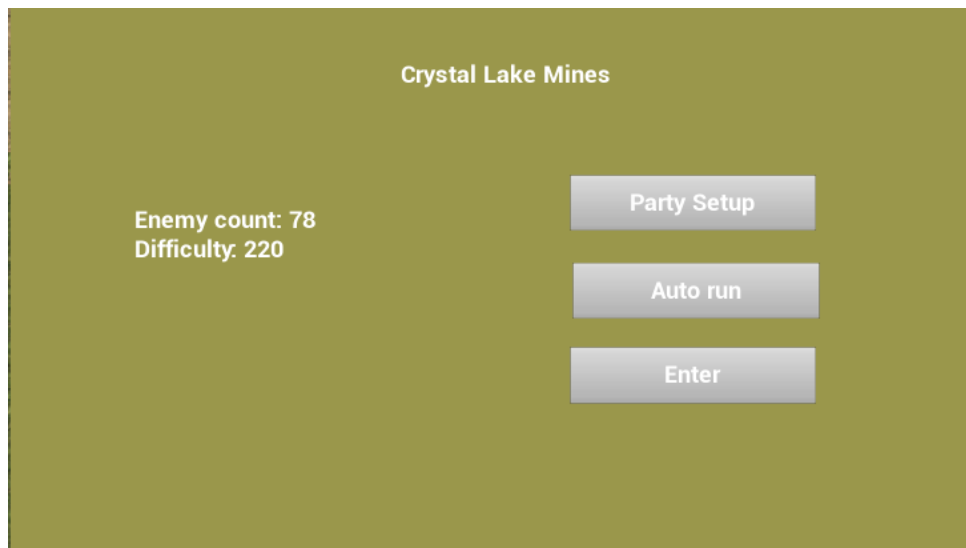 Crystal Lake Mines
Enemy count: 78
Difficulty: 220
Party Setup
Auto run
Enter